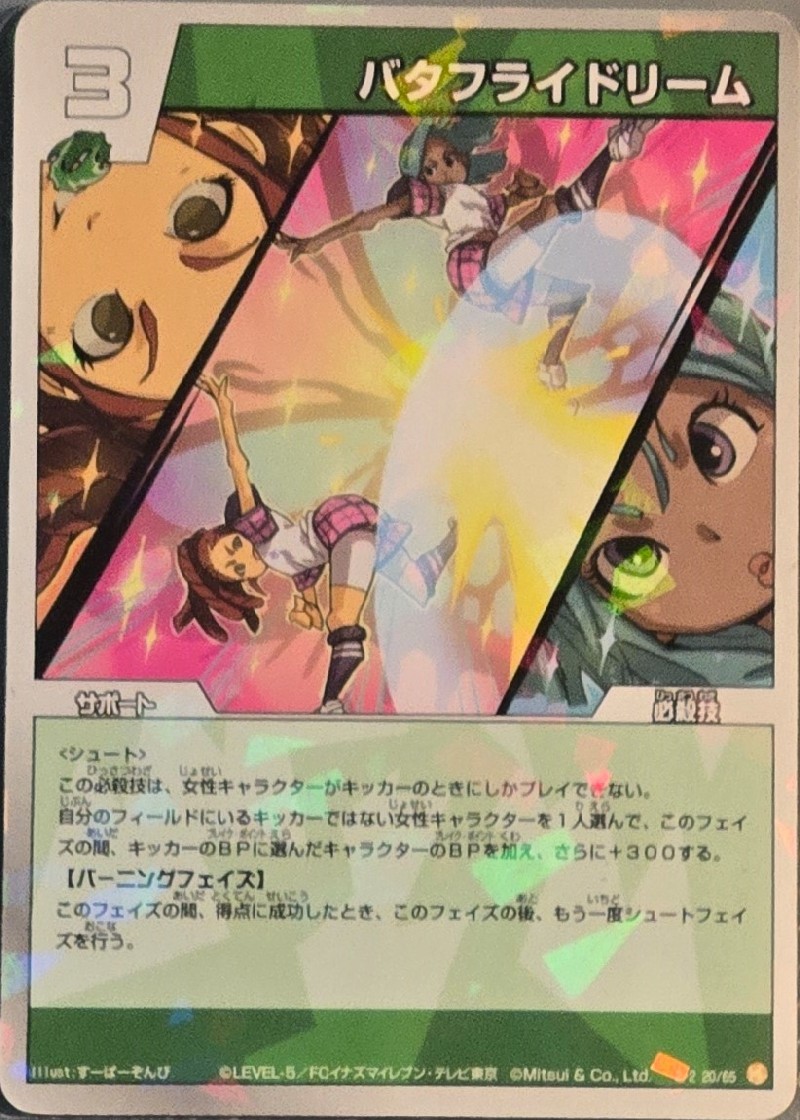 3
バタフライドリーム
サポート
必殺技
<シュート>
この必殺技は、女性キャラクターがキッカーのときにしかプレイできない。
自分のフィールドにいるキッカーではない女性キャラクターを1人選んで、このフェイ
ズの間、キッカーのBPに選んだキャラクターのBPを加え、さらに+300する。
【バーニングフェイズ】
このフェイズの間、得点に成功したとき、このフェイズの後、もう一度シュートフェイ
ズを行う。
Illust:すーぱーぞんび ©LEVEL-5/FCイナズマイレブン・テレビ東京 ©Mitsui & Co., Ltd. 20/65